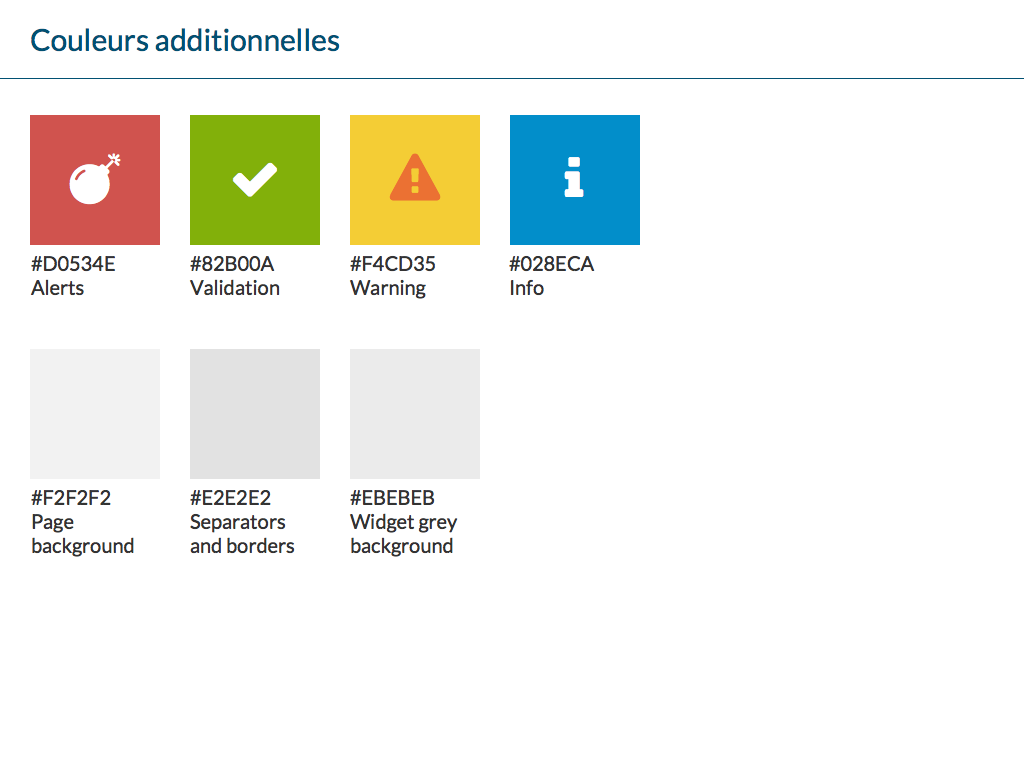 Couleurs additionnelles
#D0534E
Alerts
#82B00A
Validation
#F4CD35
Warning
#028ECA
Info
#F2F2F2
Page
background
#E2E2E2
Separators
and borders
#EBEBEB
Widget grey
background